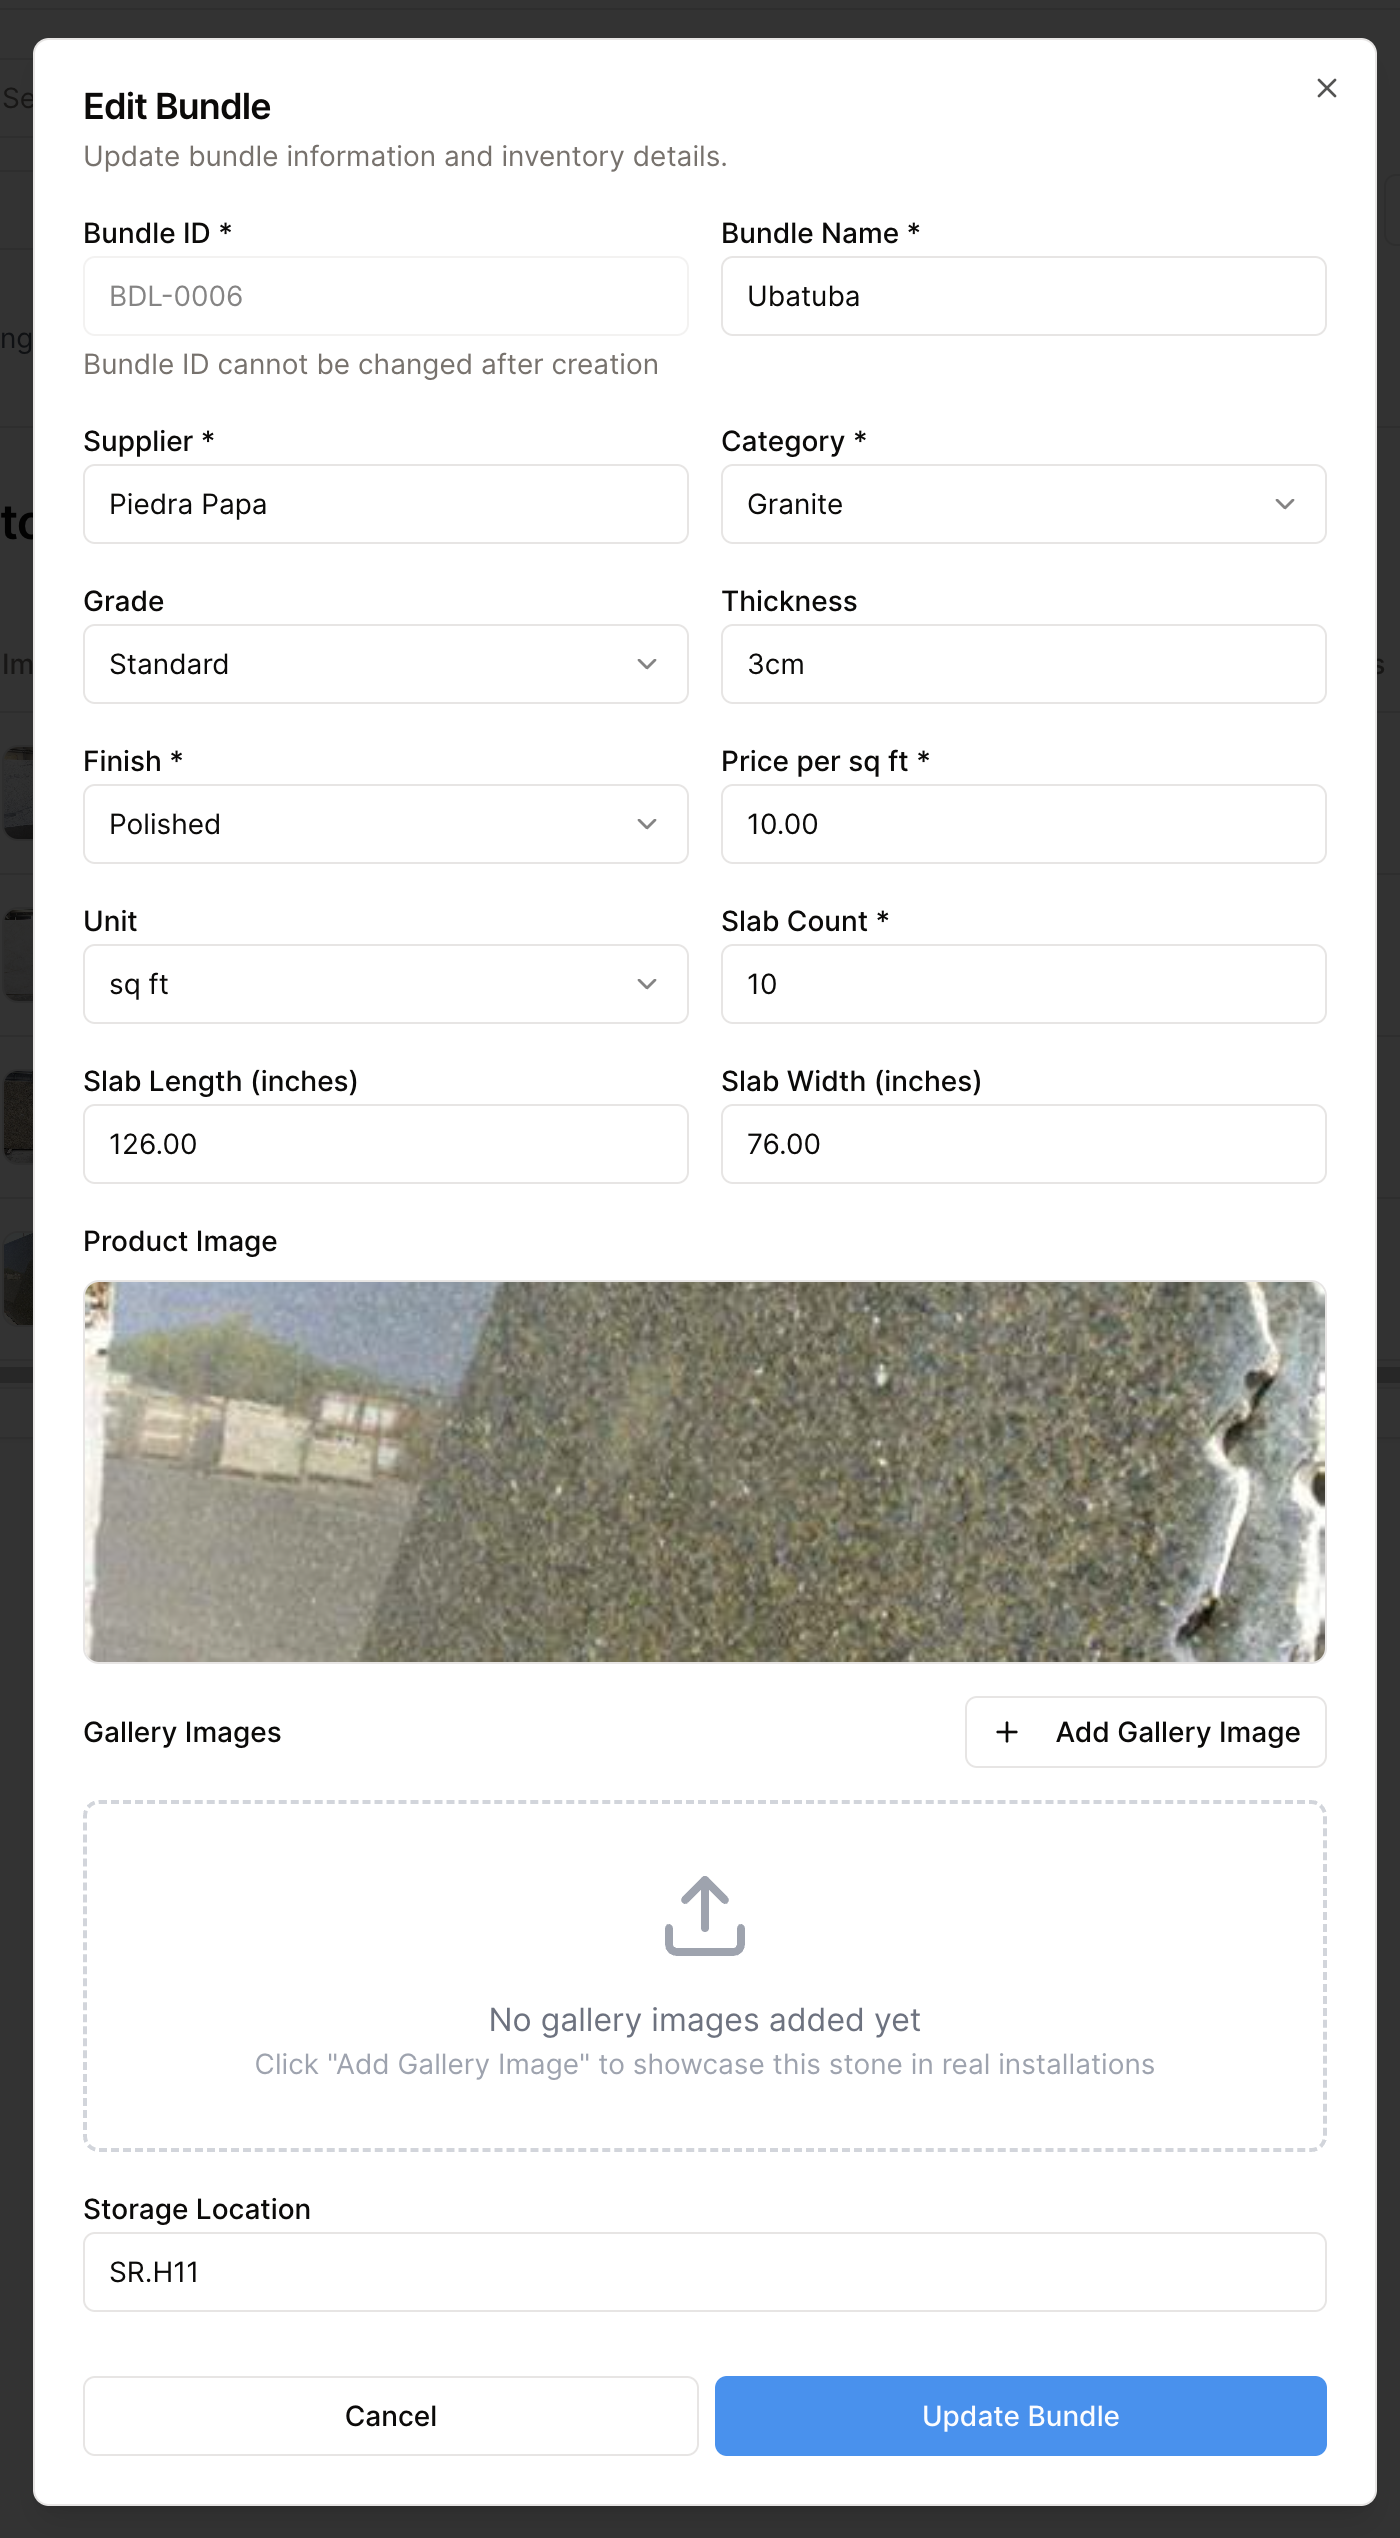 Edit Bundle
Update bundle information and inventory details.
Bundle ID *
Bundle Name *
BDL-0006
Ubatuba
Bundle ID cannot be changed after creation
Supplier *
Category *
Piedra Papa
Granite
Grade
Thickness
Standard
3cm
Finish *
Price per sq ft *
Polished
10.00
Unit
Slab Count *
sq ft
10
Slab Length (inches)
Slab Width (inches)
126.00
76.00
Product Image
Gallery Images
Add Gallery Image
No gallery images added yet
Click "Add Gallery Image" to showcase this stone in real installations
Storage Location
SR.H11
Cancel
Update Bundle